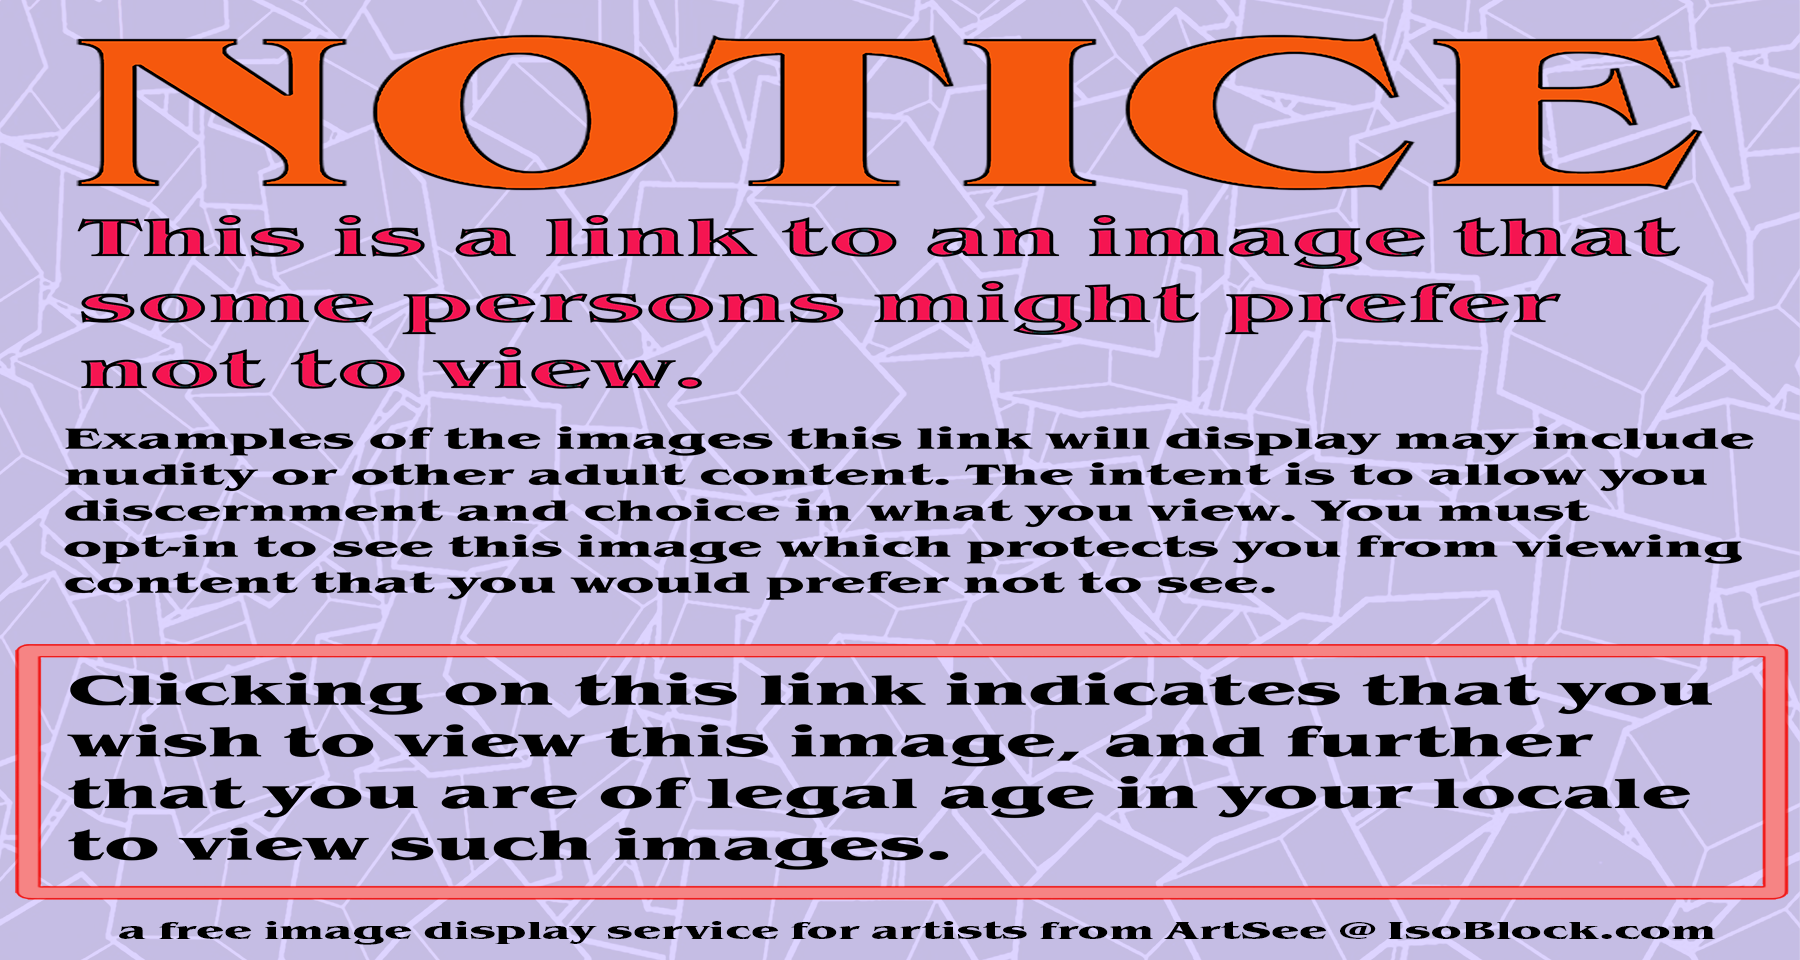 NOTICE
This is a link to an image that
some persons might prefer
not to view.
Examples of the images this link will display may include
nudity or other adult content. The intent is to allow you
discernment and choice in what you view. You must
opt-in to see this image which protects you from viewing
content that you would prefer not to see.
Clicking on this link indicates that you
wish to view this image, and further
that you are of legal age in your locale
to view such images.
a free image display service for artists from ArtSee @ IsoBlock.com